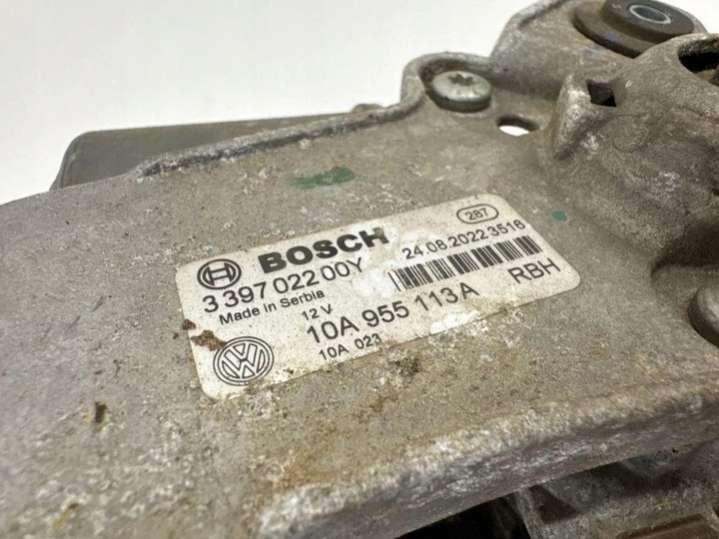 BOSCH
287
3 397 022 00Y
24.08.2022 3516
Made in Serbia
12 V
RBH
10A 955 113 A
10A 023